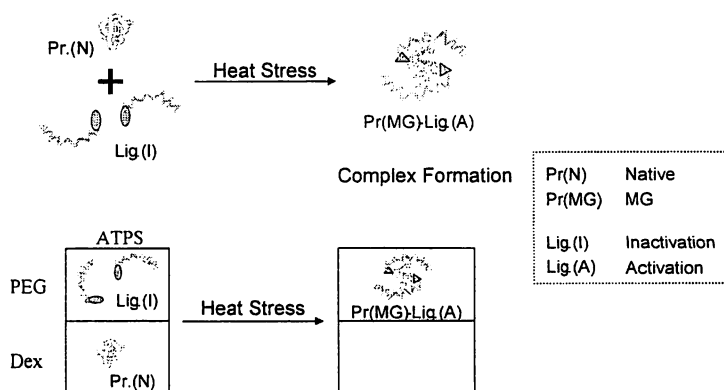 Pr.(N)
Heat Stress
Lig.(I)
Pr(MG)-Lig.(A)
Complex Formation
Pr(N) Native
Pr(MG) MG
Lig.(I) Inactivation
Lig.(A) Activation
ATPS
PEG
Lig.(I)
Heat Stress
Pr(MG)-Lig.(A)
Dex
Pr.(N)